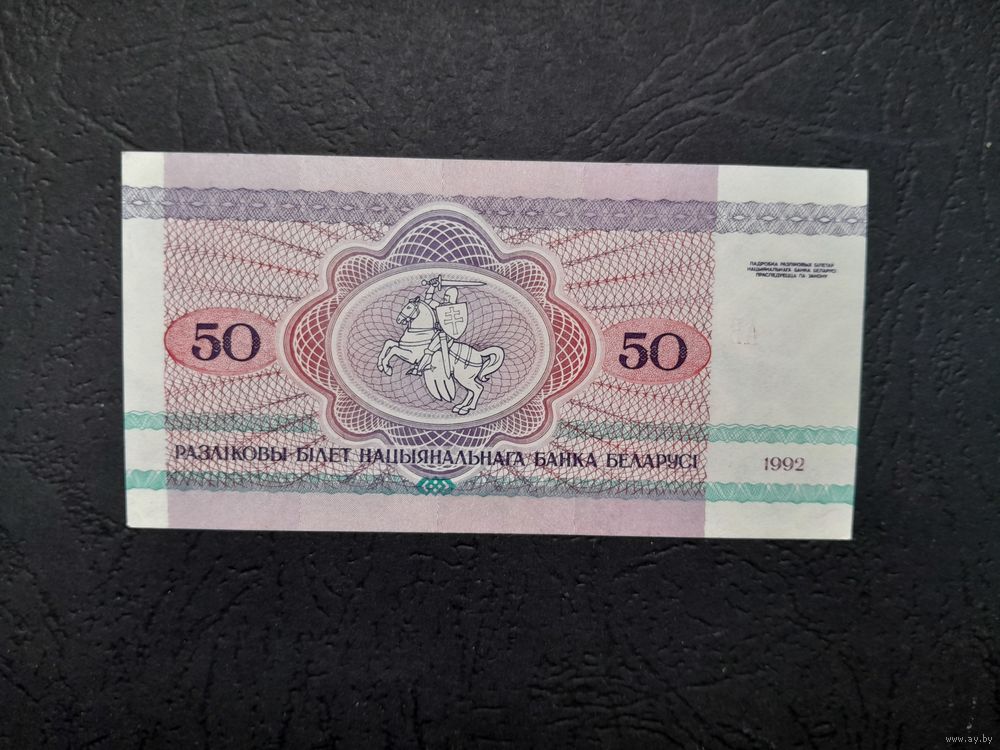 ПАДРОБКА РАЗЛІКОВЫХ БІЛЕТАЎ
НАЦЫЯНАЛЬНАГА БАНКА БЕЛАРУСІ
ПРАСЛЕДУЕЦЦА ПА ЗАКОНУ
50
50
РАЗЛІКОВЫ БІЛЕТ НАЦЫЯНАЛЬНАГА БАНКА БЕЛАРУСІ
1992
www.ay.by